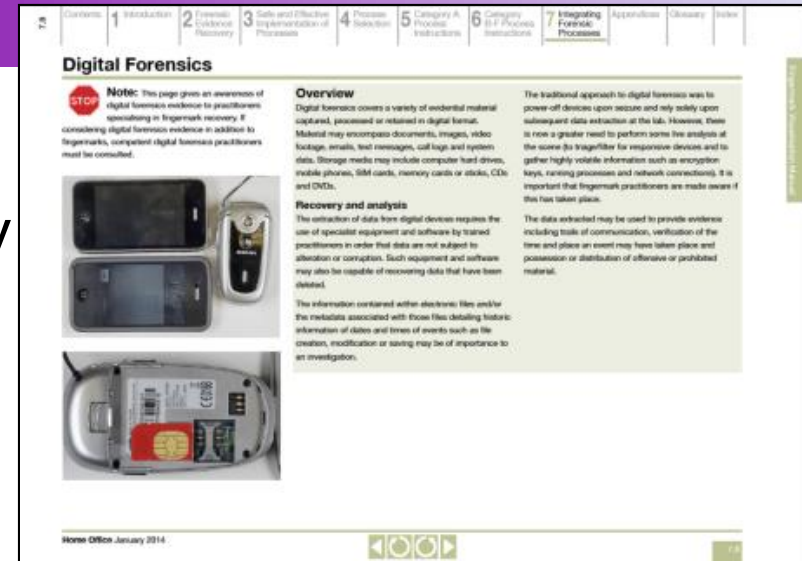 7.8
Contents
1 Introduction
2 Forensic
Evidence
Recovery
3 Safe and Effective
Implementation of
Processes
4 Process
Selection
5 Category A
Process
Instructions
6 Category
B-F Process
Instructions
7 Integrating
Forensic
Processes
Appendices
Glossary
Index
Digital Forensics
STOP
Note: This page gives an awareness of
digital forensics evidence to practitioners
specialising in fingermark recovery. If
considering digital forensics evidence in addition to
fingermarks, competent digital forensics practitioners
must be consulted.
Overview
Digital forensics covers a variety of evidential material
captured, processed or retained in digital format.
Material may encompass documents, images, video
footage, emails, text messages, call logs and system
data. Storage media may include computer hard drives,
mobile phones, SIM cards, memory cards or sticks, CDs
and DVDs.
Recovery and analysis
The extraction of data from digital devices requires the
use of specialist equipment and software by trained
practitioners in order that data are not subject to
alteration or corruption. Such equipment and software
may also be capable of recovering data that have been
deleted.
The information contained within electronic files and/or
the metadata associated with those files detailing historic
information of dates and times of events such as file
creation, modification or saving may be of importance to
an investigation.
The traditional approach to digital forensics was to
power-off devices upon seizure and rely solely upon
subsequent data extraction at the lab. However, there
is now a greater need to perform some live analysis at
the scene (to triage/filter for responsive devices and to
gather highly volatile information such as encryption
keys, running processes and network connections). It is
important that fingermark practitioners are made aware if
this has taken place.
The data extracted may be used to provide evidence
including trails of communication, verification of the
time and place an event may have taken place and
possession or distribution of offensive or prohibited
material.
Fingermark Visualisation Manual
y
Home Office January 2014
7.8